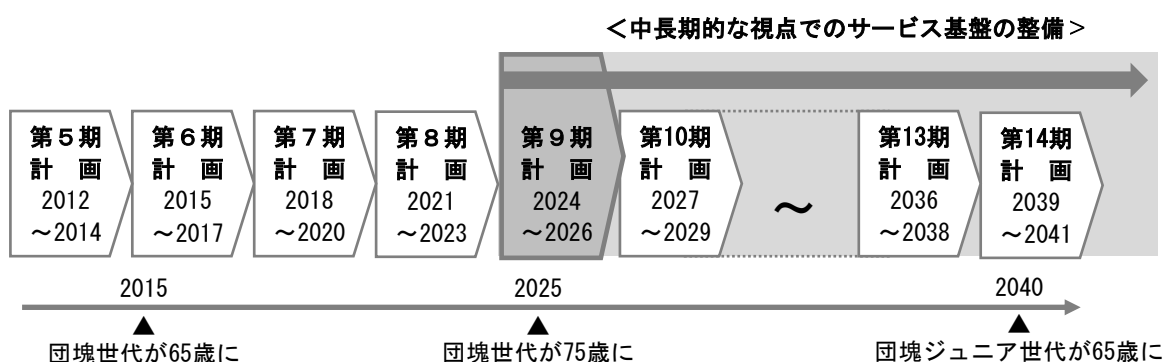 ＜中長期的な視点でのサービス基盤の整備＞
第５期
計　画
2012
～2014
第６期
計　画
2015
～2017
第７期
計　画
2018
～2020
第８期
計　画
2021
～2023
第９期
計　画
2024
～2026
第10期
計　画
2027
～2029
～
第13期
計　画
2036
～2038
第14期
計　画
2039
～2041
2015
2025
2040
▲
▲
▲
団塊世代が65歳に
団塊世代が75歳に
団塊ジュニア世代が65歳に